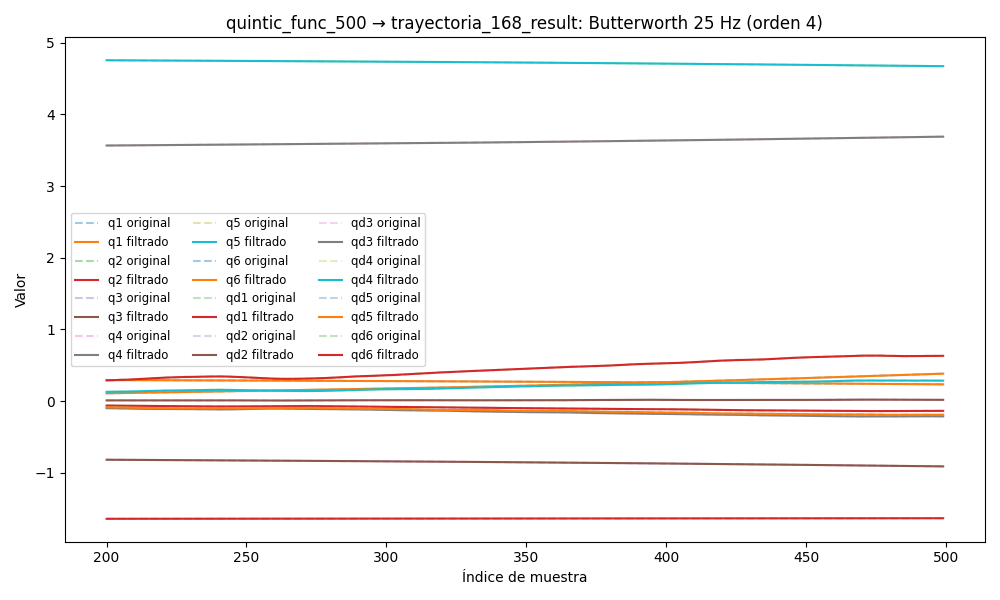 quintic_func_500 → trayectoria_168_result: Butterworth 25 Hz (orden 4)
Valor
5
4
3
2
1
0
−1
q1 original
q1 filtrado
q2 original
q2 filtrado
q3 original
q3 filtrado
q4 original
q4 filtrado
q5 original
q5 filtrado
q6 original
q6 filtrado
qd1 original
qd1 filtrado
qd2 original
qd2 filtrado
qd3 original
qd3 filtrado
qd4 original
qd4 filtrado
qd5 original
qd5 filtrado
qd6 original
qd6 filtrado
200 250 300 350 400 450 500
Índice de muestra